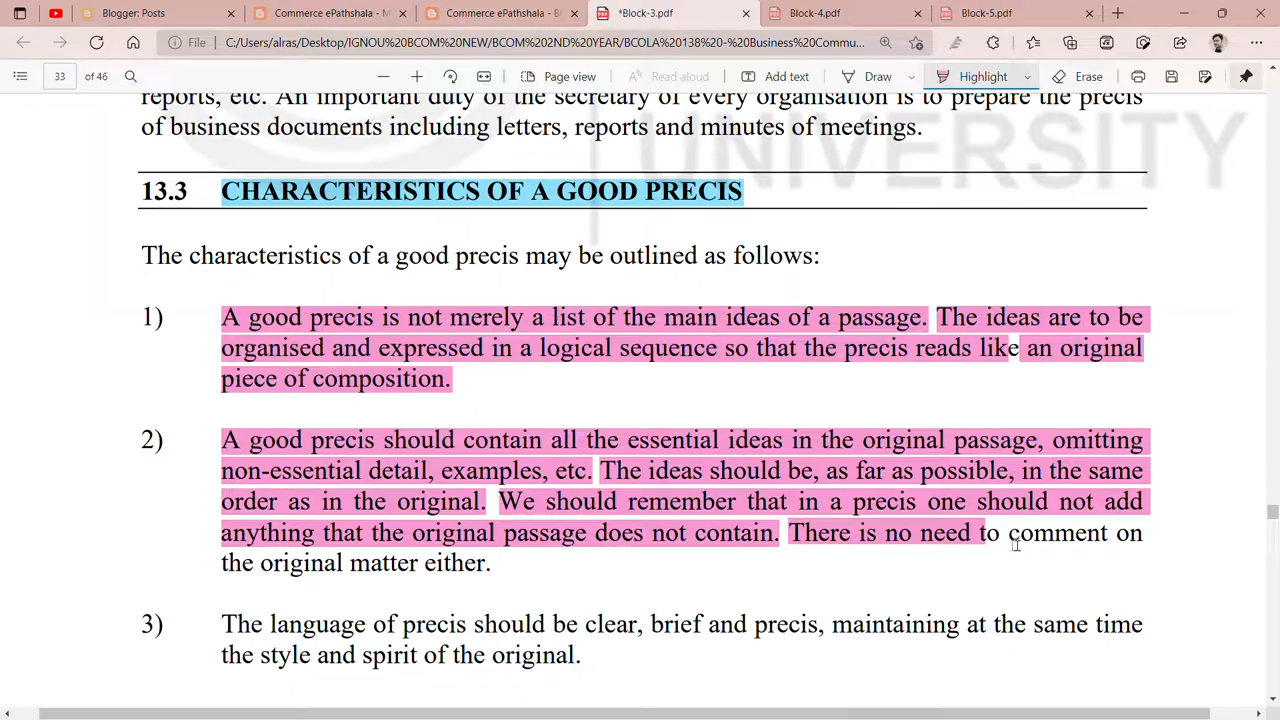 Blogger: Posts
Commerce ePathshala - M
Commerce ePathshala - B
*Block-3.pdf
Block-4.pdf
Block-5.pdf
File
C:/Users/alras/Desktop/IGNOU%20BCOM%20NEW/BCOM%202ND%20YEAR/BCOLA%20138%20-%20Business%20Commu...
33 of 46
Page view
Read aloud
Add text
Draw
Highlight
Erase
reports, etc. An important duty of the secretary of every organisation is to prepare the precis
of business documents including letters, reports and minutes of meetings.
UNIVERSITY
13.3 CHARACTERISTICS OF A GOOD PRECIS
The characteristics of a good precis may be outlined as follows:
1) A good precis is not merely a list of the main ideas of a passage. The ideas are to be
organised and expressed in a logical sequence so that the precis reads like an original
piece of composition.
2) A good precis should contain all the essential ideas in the original passage, omitting
non-essential detail, examples, etc. The ideas should be, as far as possible, in the same
order as in the original. We should remember that in a precis one should not add
anything that the original passage does not contain. There is no need to comment on
the original matter either.
3) The language of precis should be clear, brief and precis, maintaining at the same time
the style and spirit of the original.